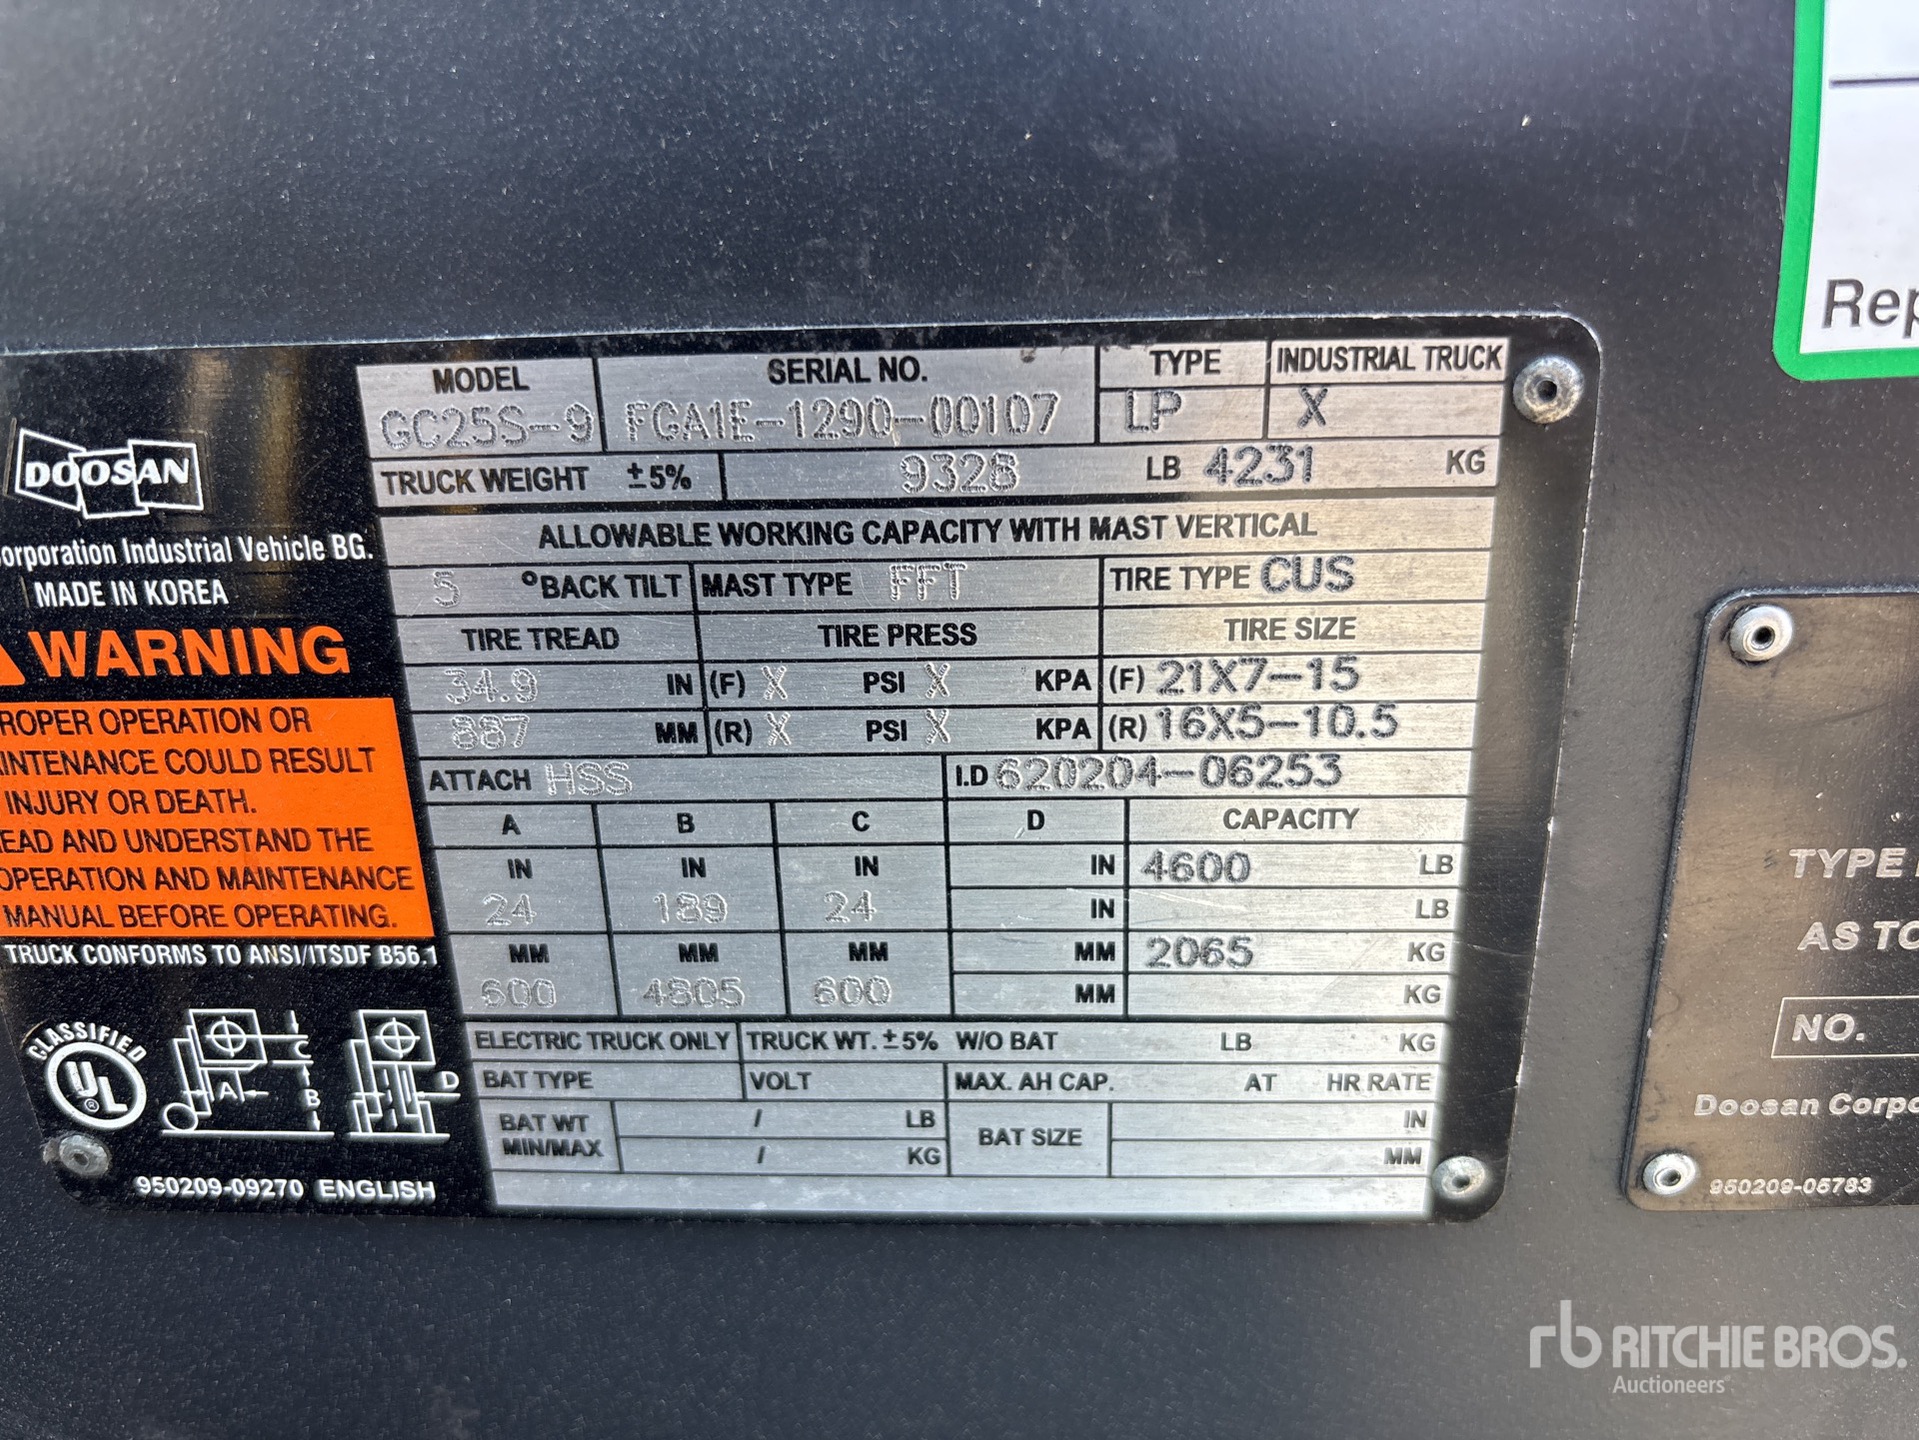 Rep
MODEL SERIAL NO. TYPE INDUSTRIAL TRUCK
GC25S-9 FGA1E-1290-00107 LP X
TRUCK WEIGHT ±5% 9328 LB 4231 KG
ALLOWABLE WORKING CAPACITY WITH MAST VERTICAL
5 °BACK TILT MAST TYPE FFT TIRE TYPE CUS
TIRE TREAD TIRE PRESS TIRE SIZE
34.9 IN (F) X PSI X KPA (F) 21X7-15
887 MM (R) X PSI X KPA (R) 16X5-10.5
ATTACH HSS I.D 620204-06253
A B C D CAPACITY
IN IN IN IN 4600 LB
24 189 24 IN LB
MM MM MM MM 2065 KG
600 4805 600 MM KG
ELECTRIC TRUCK ONLY TRUCK WT. ±5% W/O BAT LB KG
BAT TYPE VOLT MAX. AH CAP. AT HR RATE
BAT WT MIN/MAX / LB BAT SIZE IN
/ KG MM
DOOSAN
orporation Industrial Vehicle BG.
MADE IN KOREA
WARNING
ROPER OPERATION OR
INTENANCE COULD RESULT
INJURY OR DEATH.
EAD AND UNDERSTAND THE
OPERATION AND MAINTENANCE
MANUAL BEFORE OPERATING.
TRUCK CONFORMS TO ANSI/ITSDF B56.1
CLASSIFIED
UL ®
A B C D
950209-09270 ENGLISH
TYPE
AS TO
NO.
Doosan Corpo
950209-05783
rb RITCHIE BROS.
Auctioneers